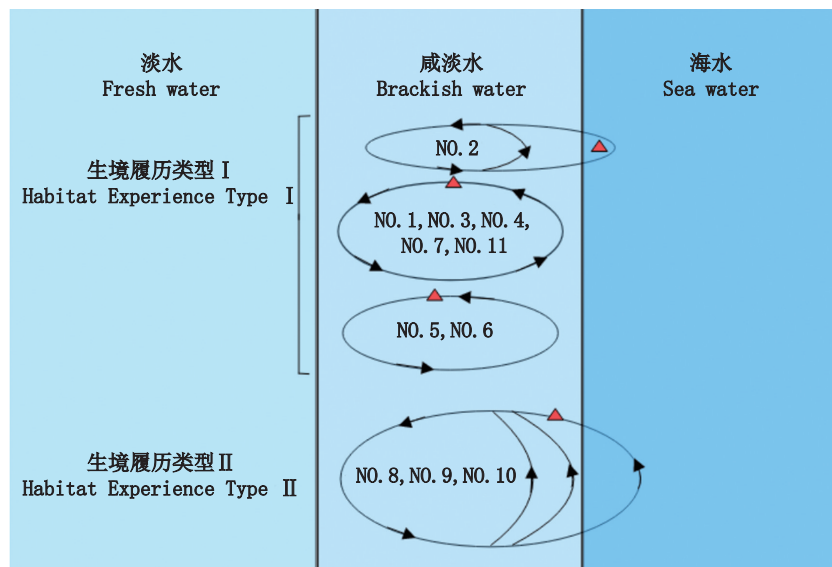 淡水
Fresh water
咸淡水
Brackish water
海水
Sea water
生境履历类型Ⅰ
Habitat Experience Type Ⅰ
NO.2
NO.1,NO.3,NO.4,
NO.7,NO.11
NO.5,NO.6
生境履历类型Ⅱ
Habitat Experience Type Ⅱ
NO.8,NO.9,NO.10